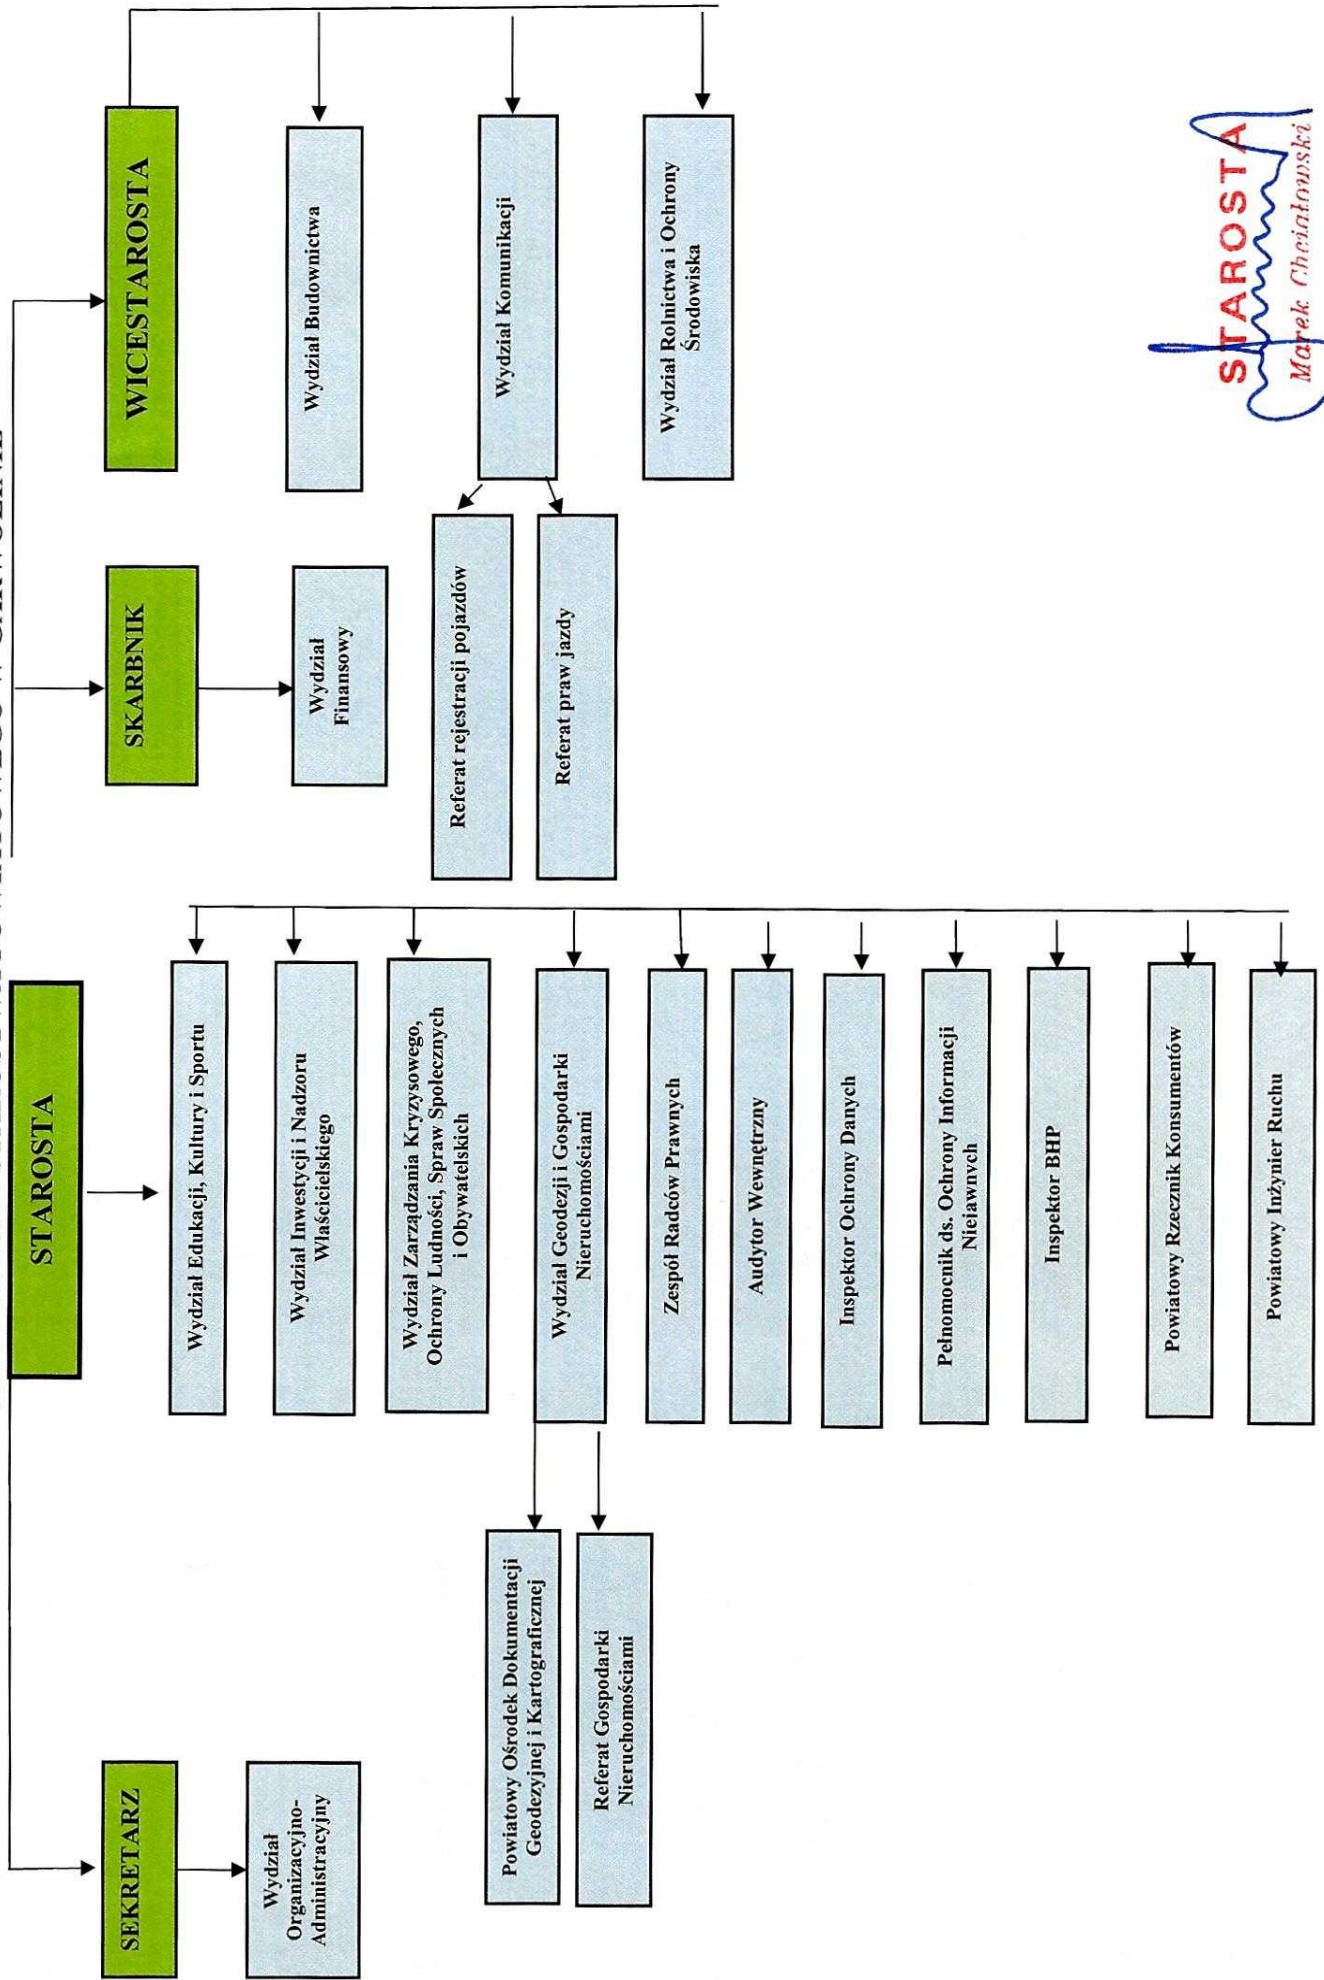 STAROSTA
SEKRETARZ
SKARBNIK
WICESTAROSTA
Wydział
Organizacyjno-
Administracyjny
Wydział Edukacji, Kultury i Sportu
Wydział Inwestycji i Nadzoru
Właścicielskiego
Wydział Zarządzania Kryzysowego,
Ochrony Ludności, Spraw Społecznych
i Obywatelskich
Wydział Geodezji i Gospodarki
Nieruchomościami
Powiatowy Ośrodek Dokumentacji
Geodezyjnej i Kartograficznej
Referat Gospodarki
Nieruchomościami
Zespół Radców Prawnych
Audytor Wewnętrzny
Inspektor Ochrony Danych
Pełnomocnik ds. Ochrony Informacji
Niejawnych
Inspektor BHP
Powiatowy Rzecznik Konsumentów
Powiatowy Inżynier Ruchu
Wydział
Finansowy
Wydział Budownictwa
Wydział Komunikacji
Referat rejestracji pojazdów
Referat praw jazdy
Wydział Rolnictwa i Ochrony
Środowiska
STAROSTA
Marek Chciałowski